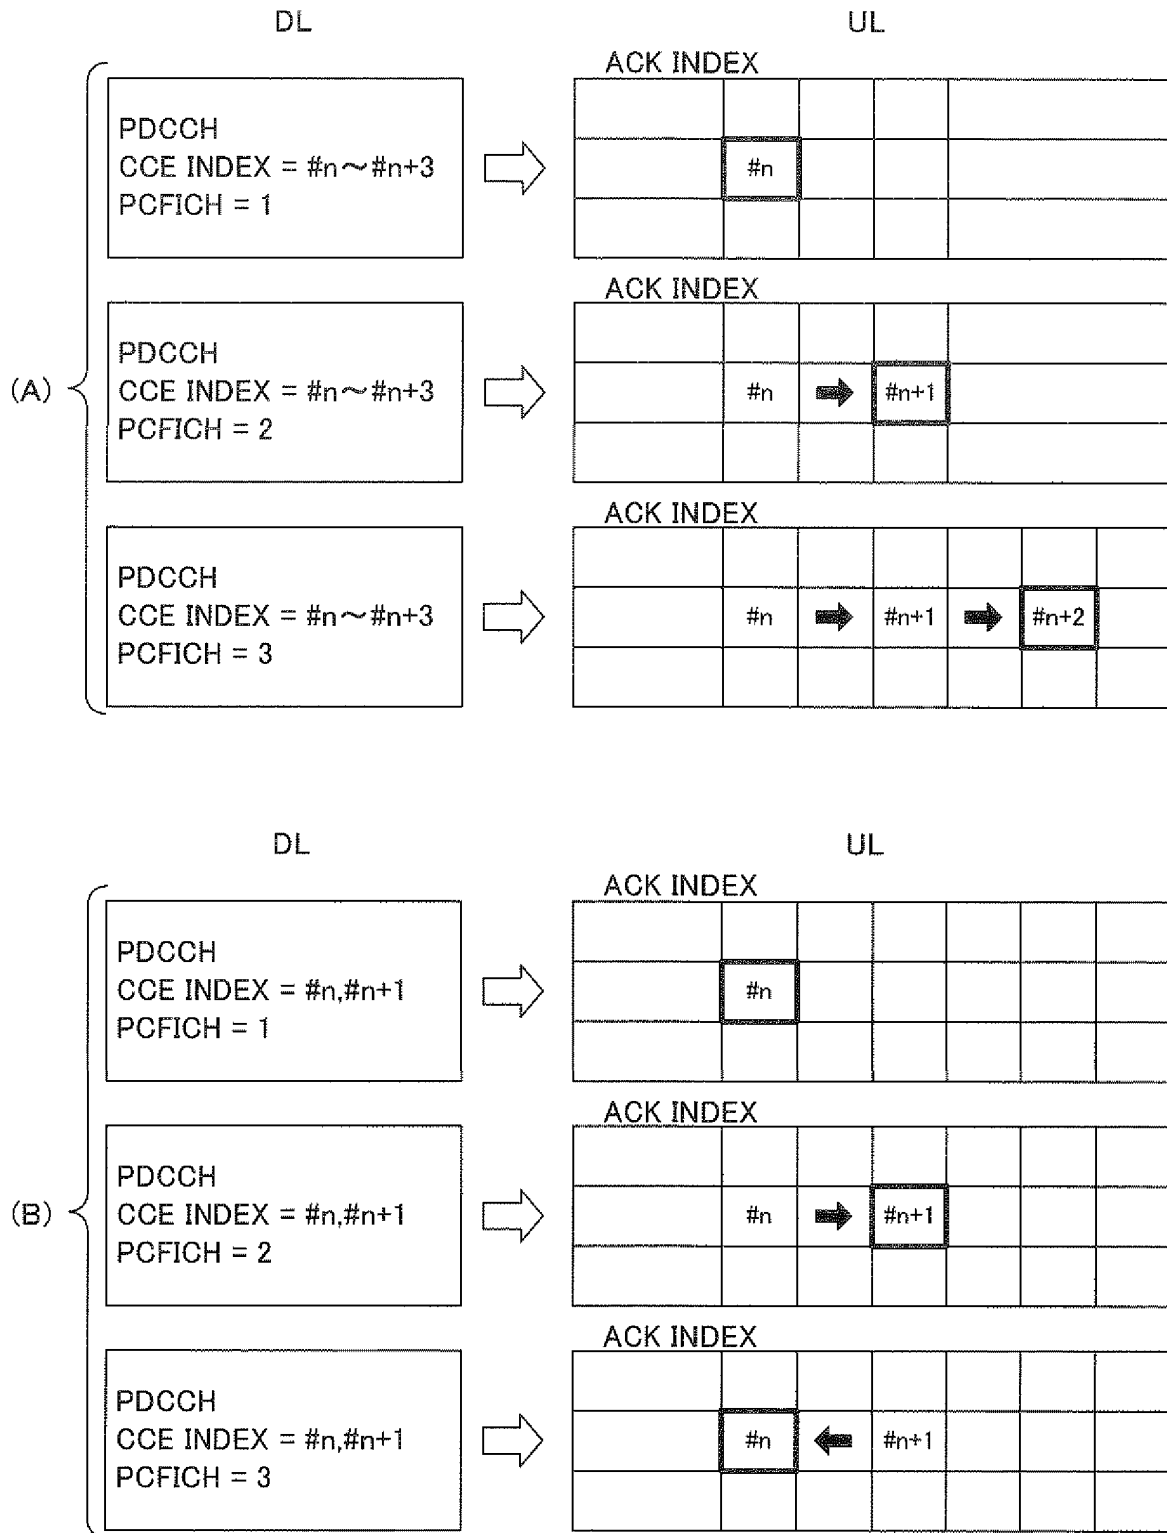 DL
UL
(A)
PDCCH
CCE INDEX = #n～#n+3
PCFICH = 1
ACK INDEX
#n
PDCCH
CCE INDEX = #n～#n+3
PCFICH = 2
ACK INDEX
#n
#n+1
PDCCH
CCE INDEX = #n～#n+3
PCFICH = 3
ACK INDEX
#n
#n+1
#n+2
DL
UL
(B)
PDCCH
CCE INDEX = #n,#n+1
PCFICH = 1
ACK INDEX
#n
PDCCH
CCE INDEX = #n,#n+1
PCFICH = 2
ACK INDEX
#n
#n+1
PDCCH
CCE INDEX = #n,#n+1
PCFICH = 3
ACK INDEX
#n
#n+1